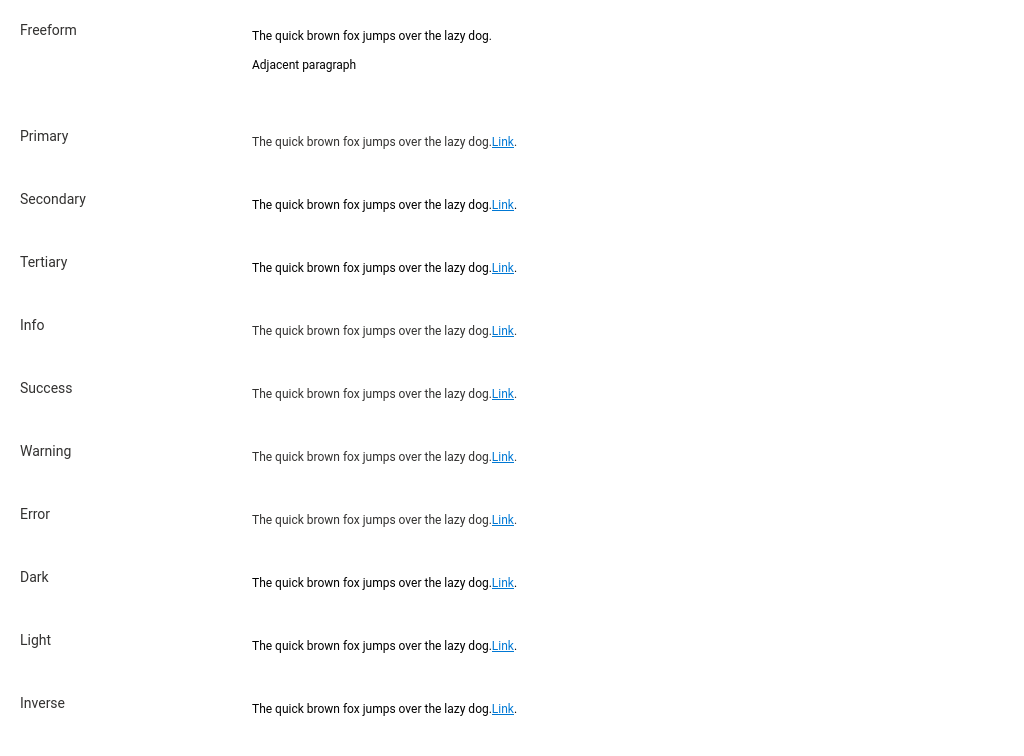 Freeform
The quick brown fox jumps over the lazy dog.
Adjacent paragraph
Primary
The quick brown fox jumps over the lazy dog.Link.
Secondary
The quick brown fox jumps over the lazy dog.Link.
Tertiary
The quick brown fox jumps over the lazy dog.Link.
Info
The quick brown fox jumps over the lazy dog.Link.
Success
The quick brown fox jumps over the lazy dog.Link.
Warning
The quick brown fox jumps over the lazy dog.Link.
Error
The quick brown fox jumps over the lazy dog.Link.
Dark
The quick brown fox jumps over the lazy dog.Link.
Light
The quick brown fox jumps over the lazy dog.Link.
Inverse
The quick brown fox jumps over the lazy dog.Link.